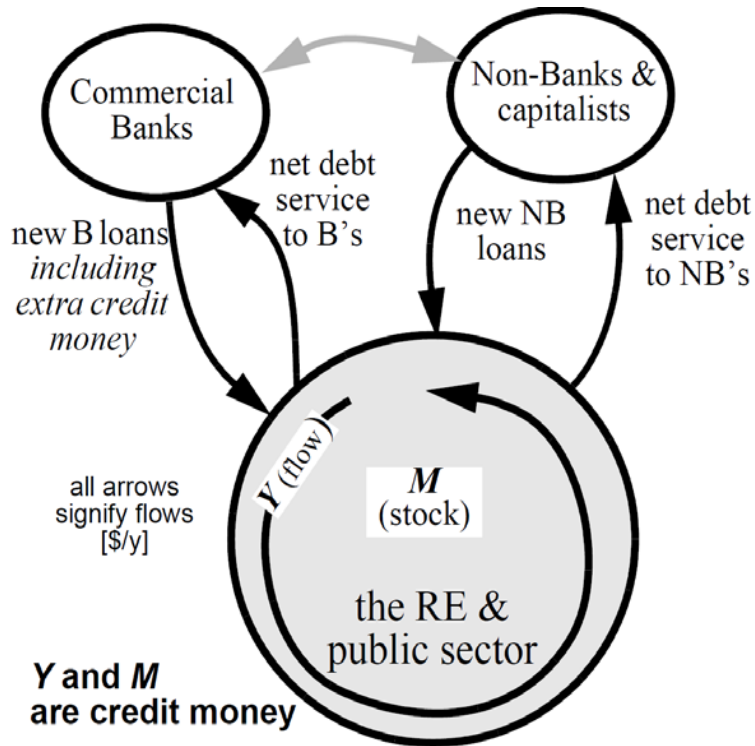 Commercial
Banks
Non-Banks &
capitalists
new B loans
including
extra credit
money
net debt
service
to B's
new NB
loans
net debt
service
to NB's
Y (flow)
M
(stock)
all arrows
signify flows
[$/y]
the RE &
public sector
Y and M
are credit money